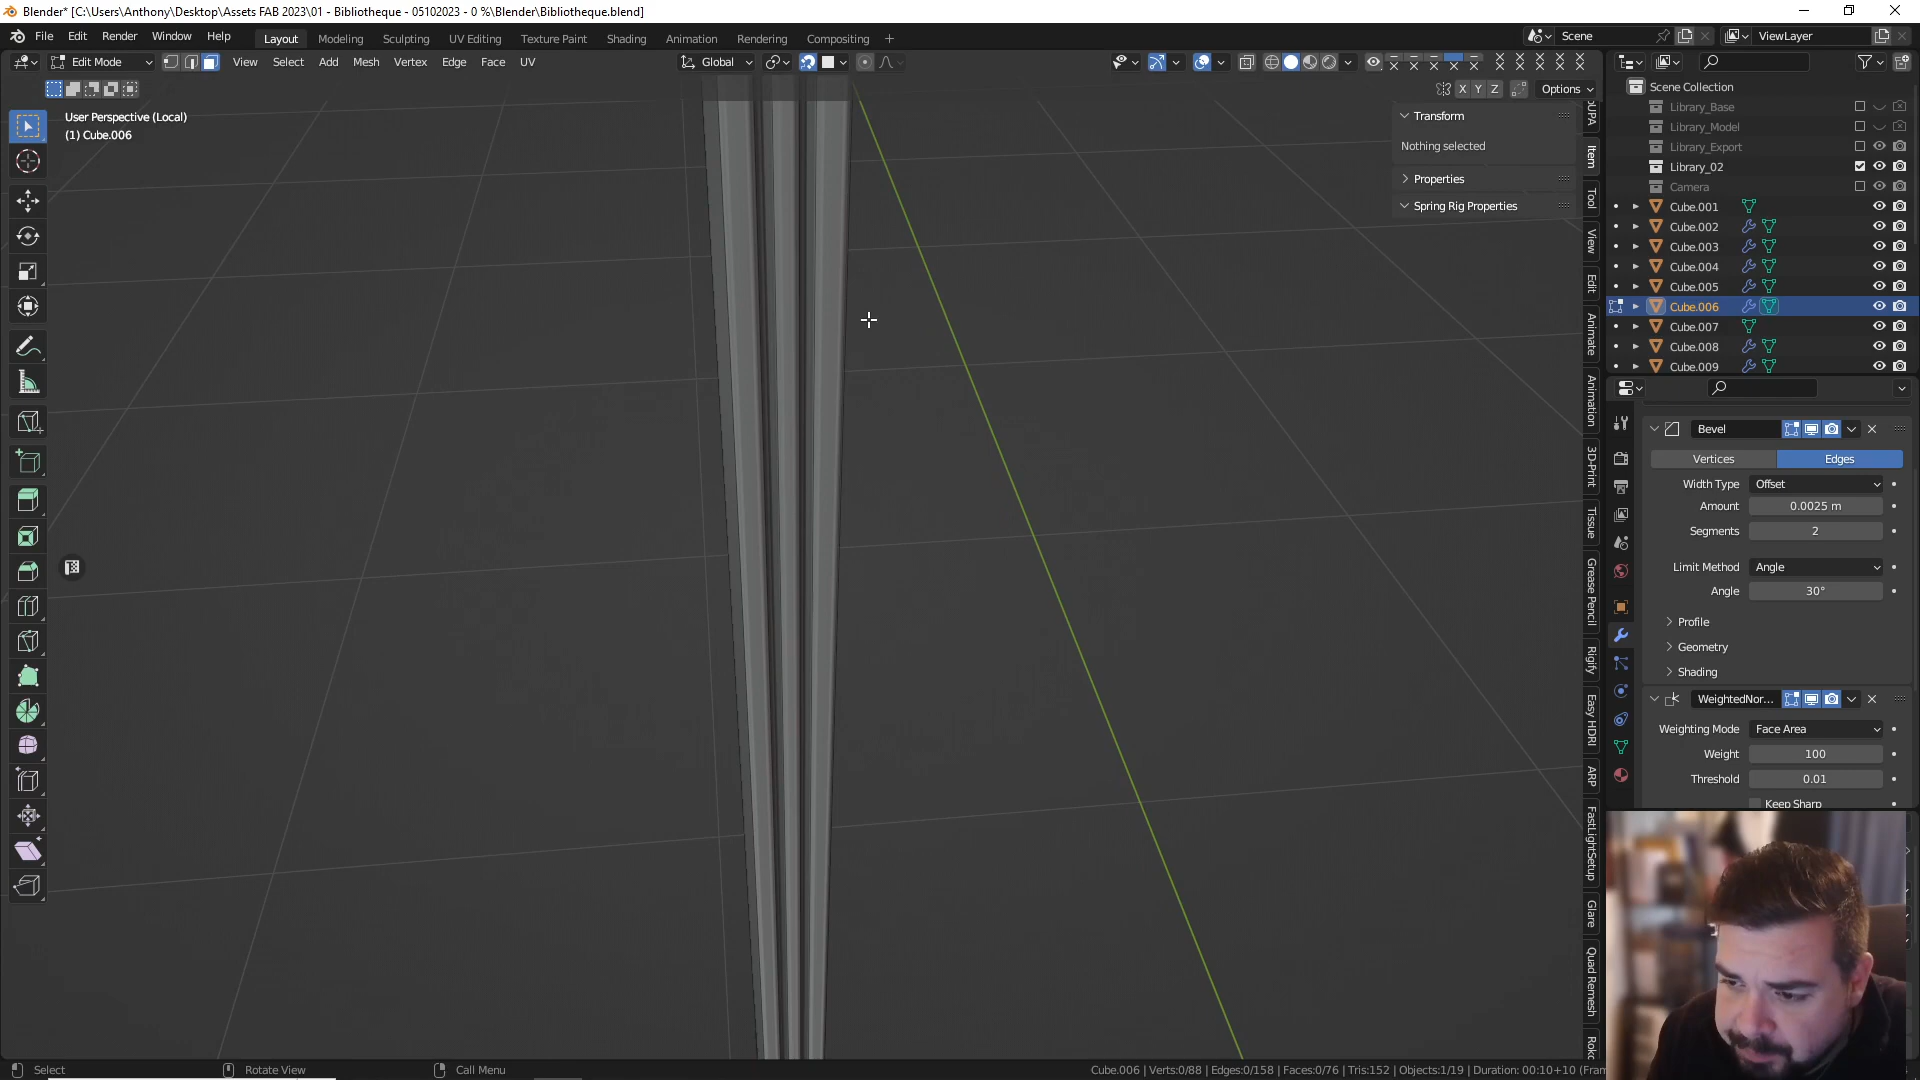 Blender* [C:\Users\Anthony\Desktop\Assets FAB 2023\01 - Bibliotheque - 05102023 - 0 %\Blender\Bibliotheque.blend]
File Edit Render Window Help Layout Modeling Sculpting UV Editing Texture Paint Shading Animation Rendering Compositing Scene ViewLayer
Edit Mode View Select Add Mesh Vertex Edge Face UV Global
X Y Z Options
User Perspective (Local)
(1) Cube.006
Transform
Nothing selected
Properties
Spring Rig Properties
Item
Tool
View
Edit
Animate
Animation
3D-Print
Tissue
Grease Pencil
Rigify
Easy HDRI
ARP
FastLightSetup
Glare
Quad Remesh
Roko
Scene Collection
Library_Base
Library_Model
Library_Export
Library_02
Camera
Cube.001
Cube.002
Cube.003
Cube.004
Cube.005
Cube.006
Cube.007
Cube.008
Cube.009
Bevel
Vertices Edges
Width Type Offset
Amount 0.0025 m
Segments 2
Limit Method Angle
Angle 30°
Profile
Geometry
Shading
WeightedNor...
Weighting Mode Face Area
Weight 100
Threshold 0.01
Keep Sharp
Select Rotate View Call Menu Cube.006 | Verts:0/88 | Edges:0/158 | Faces:0/76 | Tris:152 | Objects:1/19 | Duration: 00:10+10 (Fram